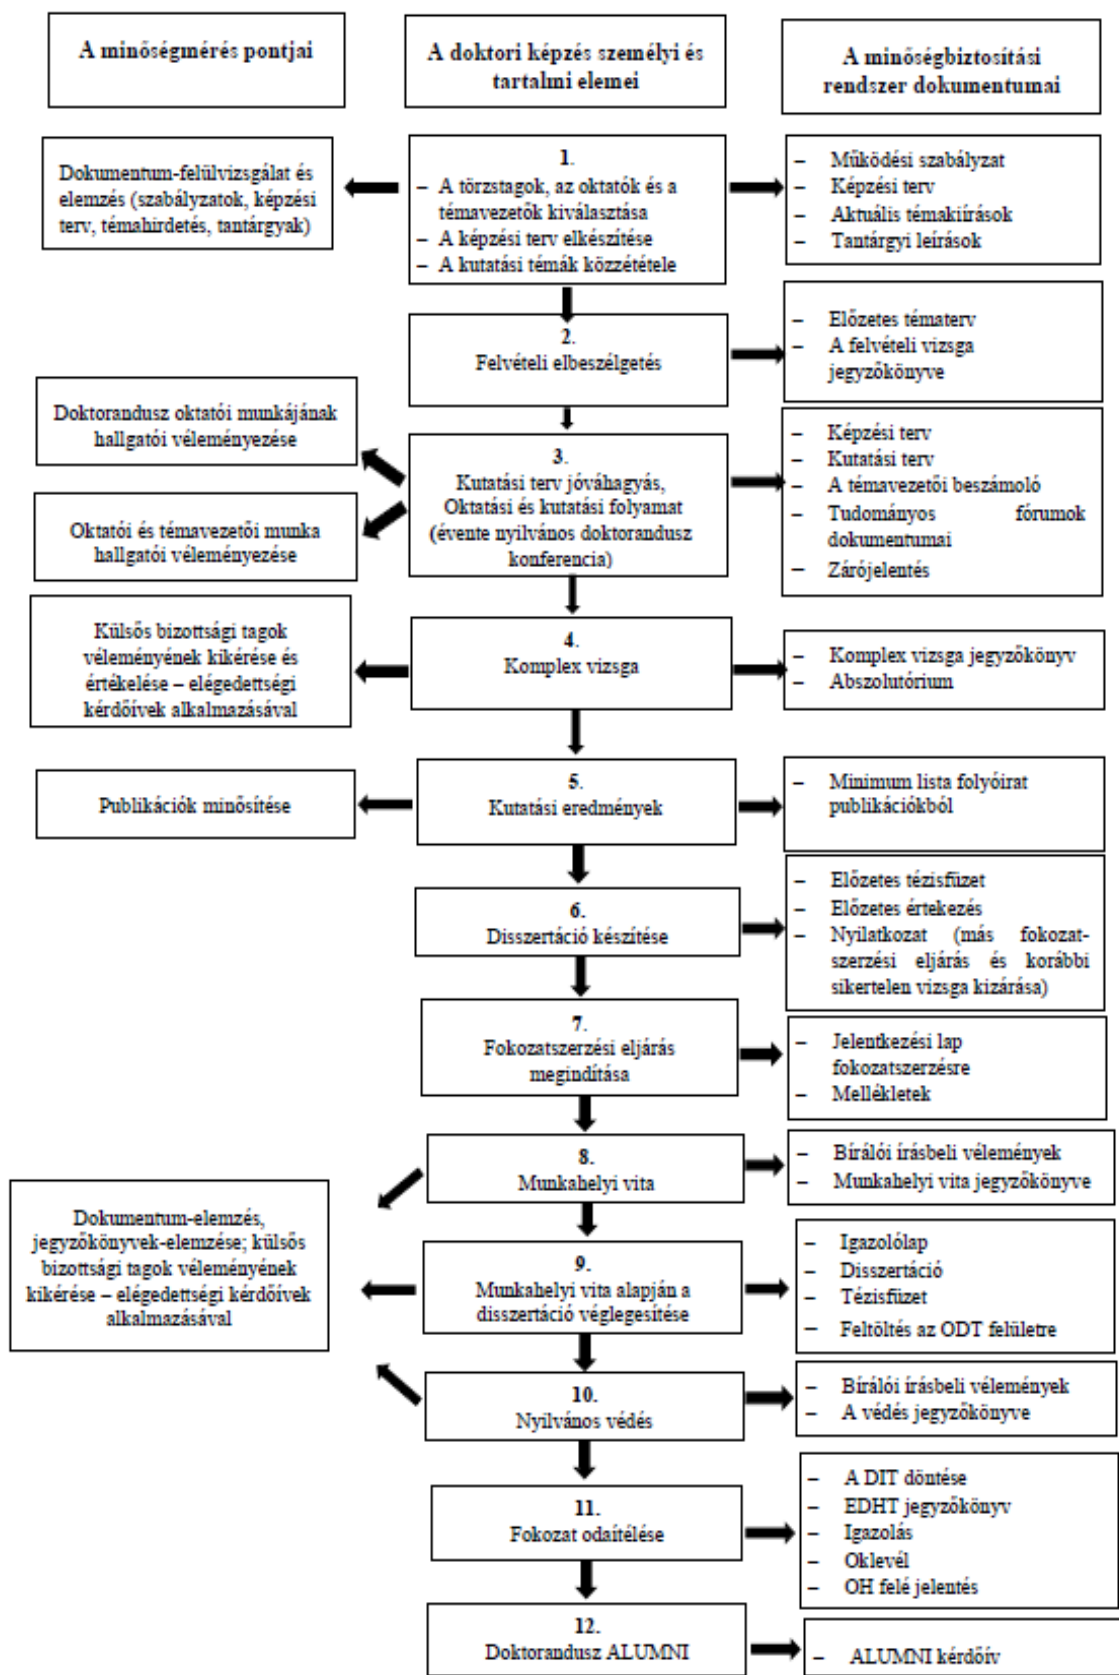 A minőségmérés pontjai
A doktori képzés személyi és
tartalmi elemei
A minőségbiztosítási
rendszer dokumentumai
Dokumentum-felülvizsgálat és
elemzés (szabályzatok, képzési
terv, témahirdetés, tantárgyak)
1.
– A törzstagok, az oktatók és a
témavezetők kiválasztása
– A képzési terv elkészítése
– A kutatási témák közzététele
– Működési szabályzat
– Képzési terv
– Aktuális témakiírások
– Tantárgyi leírások
2.
Felvételi elbeszélgetés
– Előzetes tématerv
– A felvételi vizsga
jegyzőkönyve
Doktorandusz oktatói munkájának
hallgatói véleményezése
Oktatói és témavezetői munka
hallgatói véleményezése
3.
Kutatási terv jóváhagyás,
Oktatási és kutatási folyamat
(évente nyilvános doktorandusz
konferencia)
– Képzési terv
– Kutatási terv
– A témavezetői beszámoló
– Tudományos fórumok
dokumentumai
– Zárójelentés
Külsős bizottsági tagok
véleményének kikérése és
értékelése – elégedettségi
kérdőívek alkalmazásával
4.
Komplex vizsga
– Komplex vizsga jegyzőkönyv
– Abszolutórium
Publikációk minősítése
5.
Kutatási eredmények
– Minimum lista folyóirat
publikációkból
6.
Disszertáció készítése
– Előzetes tézisfüzet
– Előzetes értekezés
– Nyilatkozat (más fokozat-
szerzési eljárás és korábbi
sikertelen vizsga kizárása)
7.
Fokozatszerzési eljárás
megindítása
– Jelentkezési lap
fokozatszerzésre
– Mellékletek
8.
Munkahelyi vita
– Bírálói írásbeli vélemények
– Munkahelyi vita jegyzőkönyve
Dokumentum-elemzés,
jegyzőkönyvek-elemzése; külsős
bizottsági tagok véleményének
kikérése – elégedettségi kérdőívek
alkalmazásával
9.
Munkahelyi vita alapján a
disszertáció véglegesítése
– Igazolólap
– Disszertáció
– Tézisfüzet
– Feltöltés az ODT felületre
10.
Nyilvános védés
– Bírálói írásbeli vélemények
– A védés jegyzőkönyve
11.
Fokozat odaítélése
– A DIT döntése
– EDHT jegyzőkönyv
– Igazolás
– Oklevél
– OH felé jelentés
12.
Doktorandusz ALUMNI
– ALUMNI kérdőív